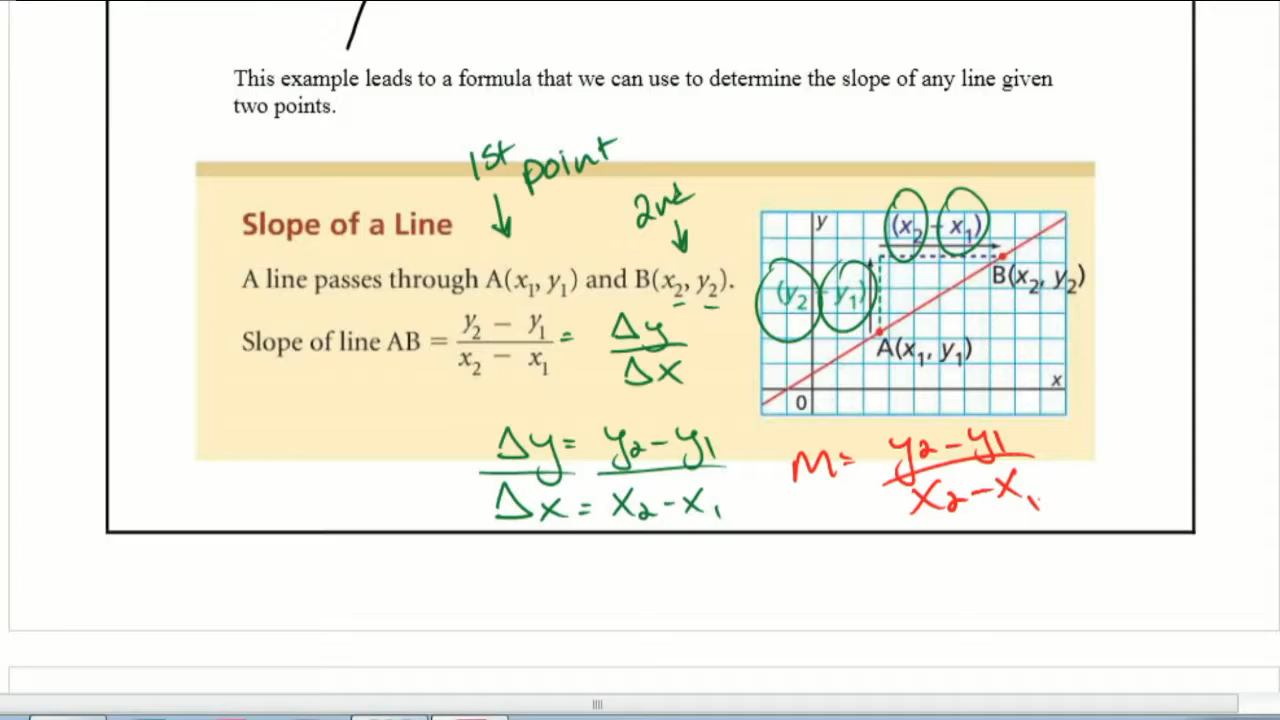 This example leads to a formula that we can use to determine the slope of any line given
two points.
1st point
2nd
Slope of a Line
A line passes through A(x₁, y₁) and B(x₂, y₂).
Slope of line AB = y₂ − y₁ / x₂ − x₁ = Δy / Δx
Δy = y₂ − y₁
Δx = x₂ − x₁
y
(x₂ − x₁)
B(x₂, y₂)
(y₂ − y₁)
A(x₁, y₁)
x
0
M = y₂ − y₁ / x₂ − x₁